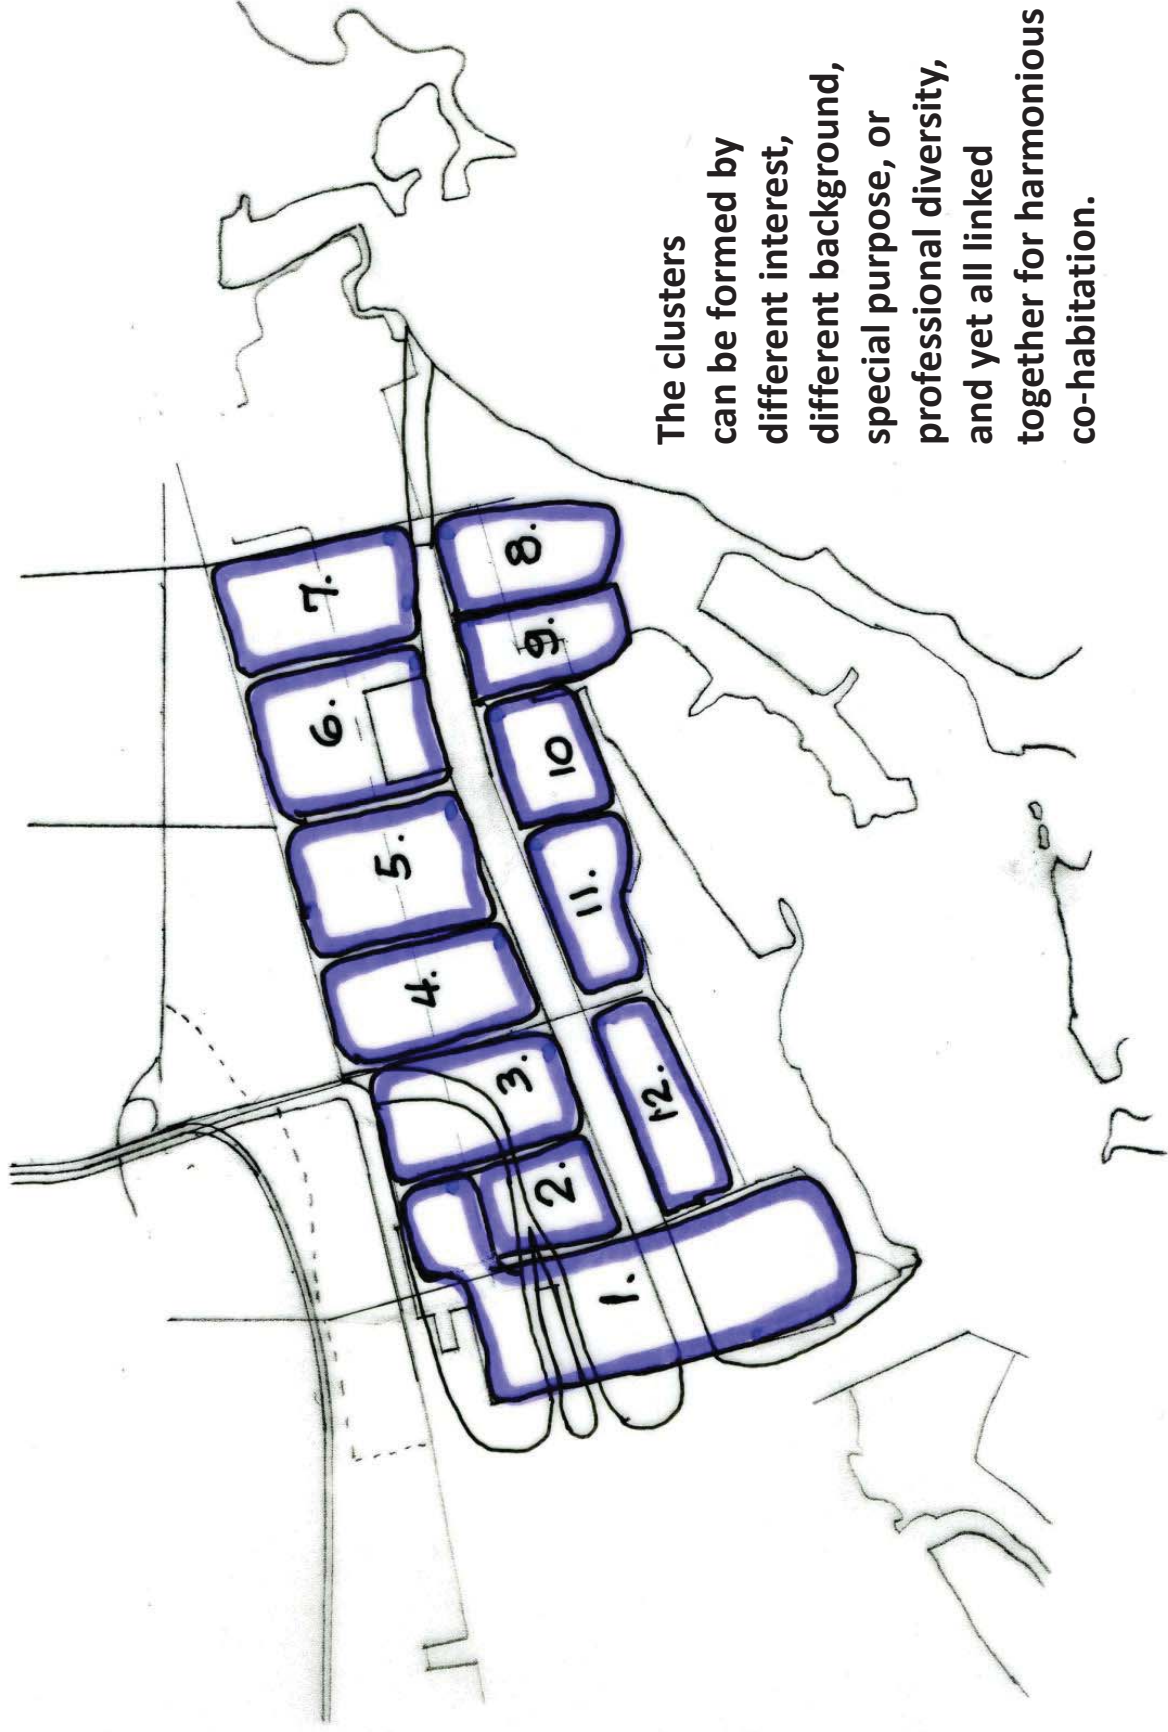 The clusters
can be formed by
different interest,
different background,
special purpose, or
professional diversity,
and yet all linked
together for harmonious
co-habitation.
1.
2.
3.
4.
5.
6.
7.
8.
9.
10
11.
12.